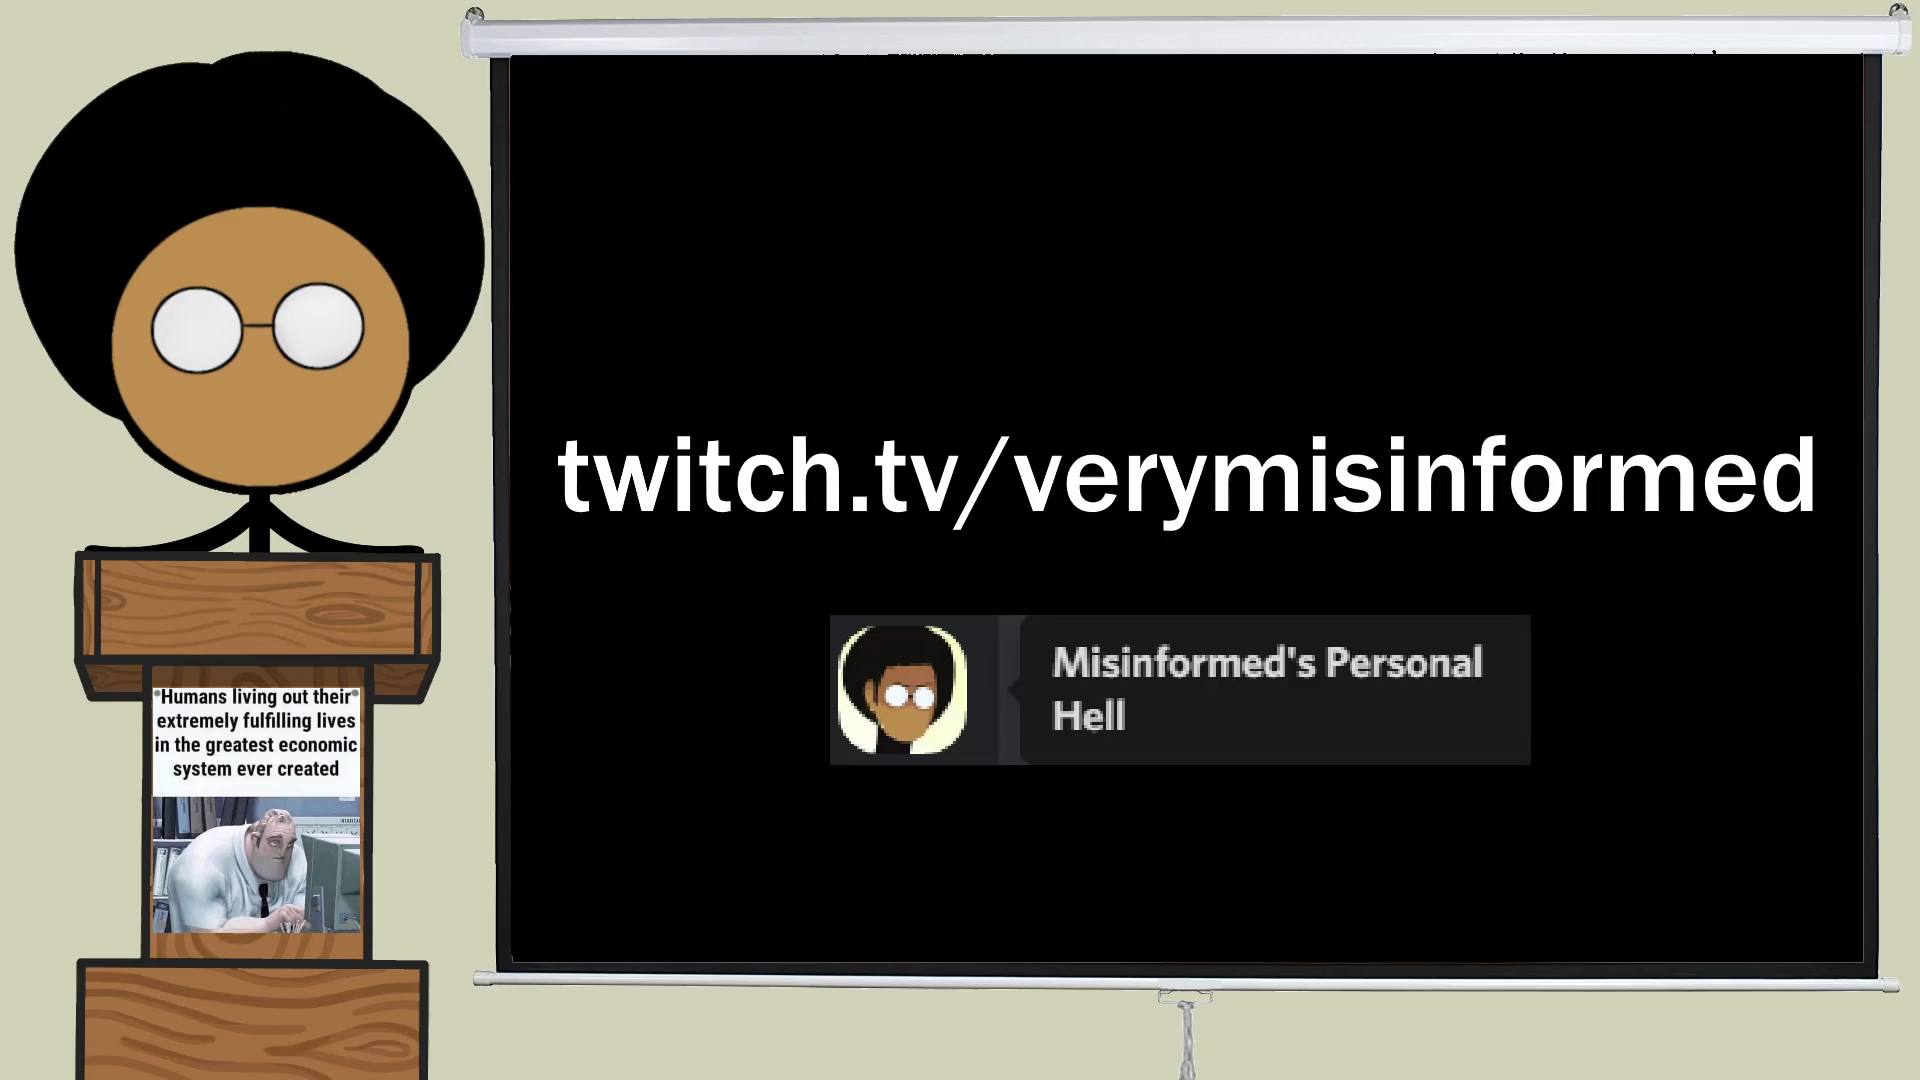 twitch.tv/verymisinformed
Misinformed's Personal
Hell
Humans living out their
extremely fulfilling lives
in the greatest economic
system ever created